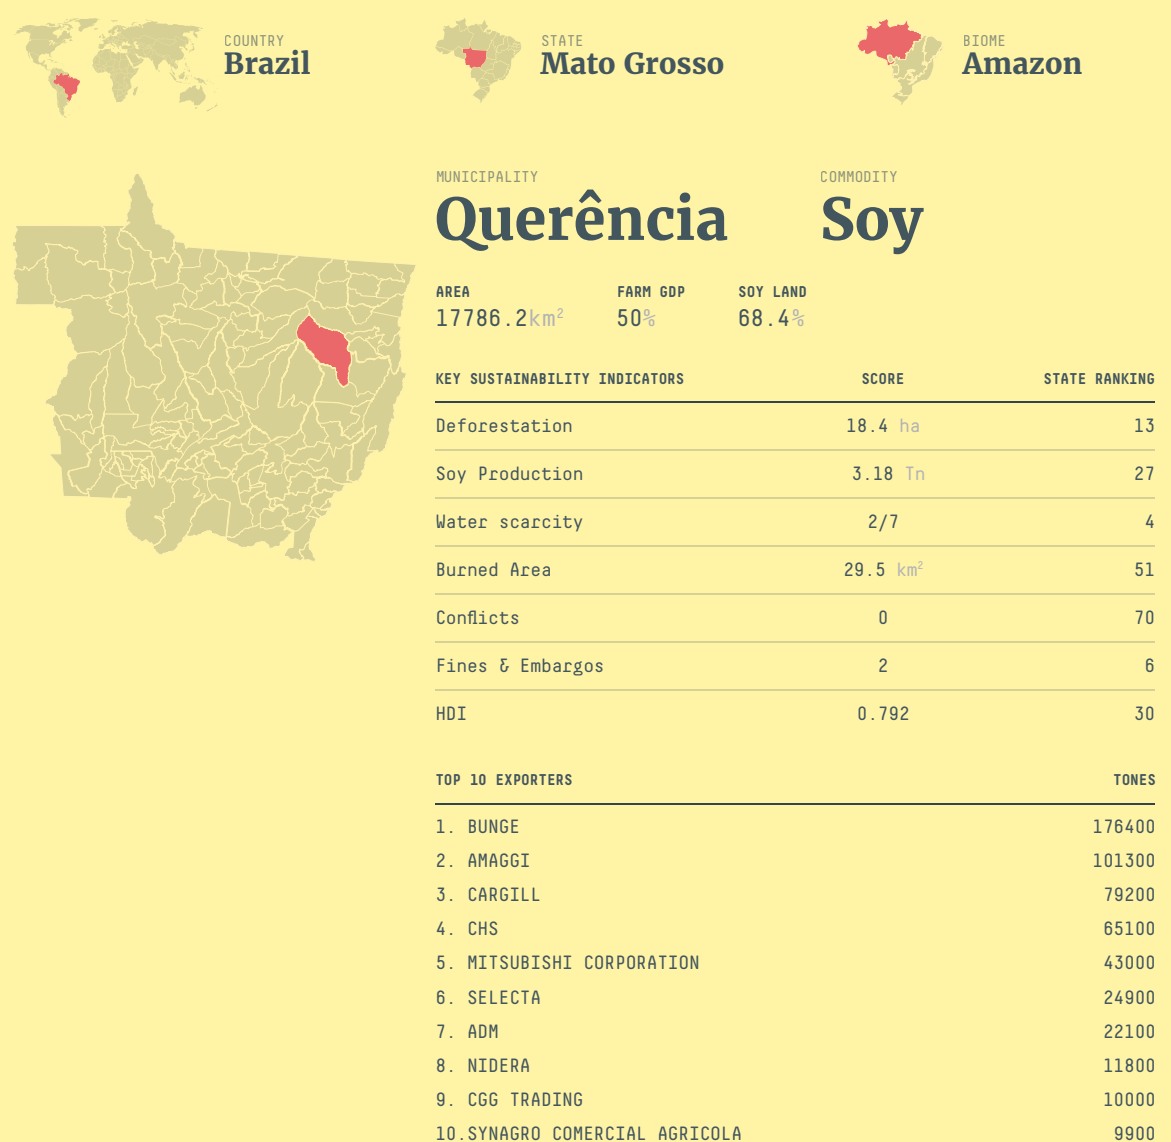 COUNTRY
Brazil
STATE
Mato Grosso
BIOME
Amazon
MUNICIPALITY
Querência
COMMODITY
Soy
AREA
17786.2km²
FARM GDP
50%
SOY LAND
68.4%
KEY SUSTAINABILITY INDICATORS SCORE STATE RANKING
Deforestation 18.4 ha 13
Soy Production 3.18 Tn 27
Water scarcity 2/7 4
Burned Area 29.5 km² 51
Conflicts 0 70
Fines & Embargos 2 6
HDI 0.792 30
TOP 10 EXPORTERS TONES
1. BUNGE 176400
2. AMAGGI 101300
3. CARGILL 79200
4. CHS 65100
5. MITSUBISHI CORPORATION 43000
6. SELECTA 24900
7. ADM 22100
8. NIDERA 11800
9. CGG TRADING 10000
10.SYNAGRO COMERCIAL AGRICOLA 9900